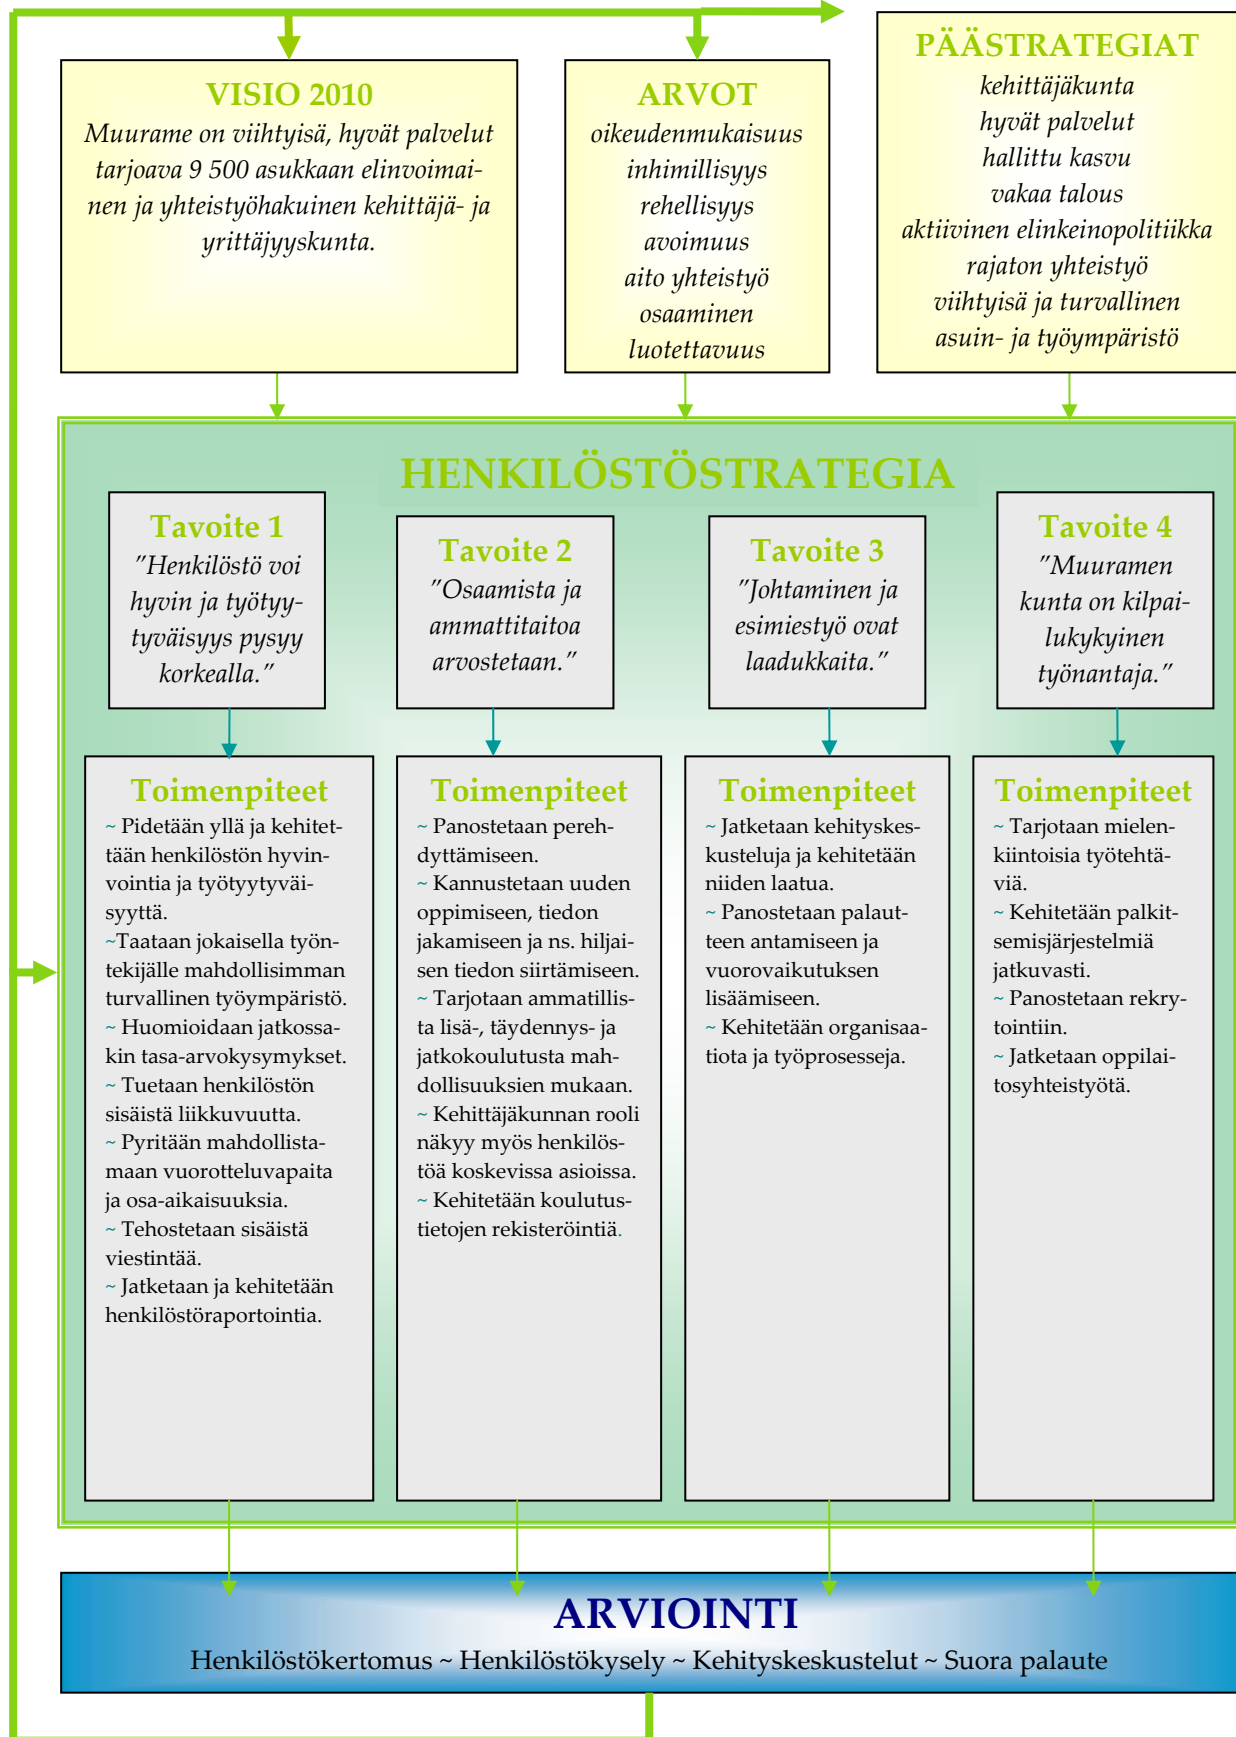 VISIO 2010
Muurame on viihtyisä, hyvät palvelut
tarjoava 9 500 asukkaan elinvoimai-
nen ja yhteistyöhakuinen kehittäjä- ja
yrittäjyyskunta.
ARVOT
oikeudenmukaisuus
inhimillisyys
rehellisyys
avoimuus
aito yhteistyö
osaaminen
luotettavuus
PÄÄSTRATEGIAT
kehittäjäkunta
hyvät palvelut
hallittu kasvu
vakaa talous
aktiivinen elinkeinopolitiikka
rajaton yhteistyö
viihtyisä ja turvallinen
asuin- ja työympäristö
HENKILÖSTÖSTRATEGIA
Tavoite 1
”Henkilöstö voi
hyvin ja työtyy-
tyväisyys pysyy
korkealla.”
Tavoite 2
”Osaamista ja
ammattitaitoa
arvostetaan.”
Tavoite 3
”Johtaminen ja
esimiestyö ovat
laadukkaita.”
Tavoite 4
”Muuramen
kunta on kilpai-
lukykyinen
työnantaja.”
Toimenpiteet
~ Pidetään yllä ja kehitet-
tään henkilöstön hyvin-
vointia ja työtyytyväi-
syyttä.
~Taataan jokaisella työn-
tekijälle mahdollisimman
turvallinen työympäristö.
~ Huomioidaan jatkossa-
kin tasa-arvokysymykset.
~ Tuetaan henkilöstön
sisäistä liikkuvuutta.
~ Pyritään mahdollista-
maan vuorotteluvapaita
ja osa-aikaisuuksia.
~ Tehostetaan sisäistä
viestintää.
~ Jatketaan ja kehitetään
henkilöstöraportointia.
Toimenpiteet
~ Panostetaan pereh-
dyttämiseen.
~ Kannustetaan uuden
oppimiseen, tiedon
jakamiseen ja ns. hiljai-
sen tiedon siirtämiseen.
~ Tarjotaan ammatillis-
ta lisä-, täydennys- ja
jatkokoulutusta mah-
dollisuuksien mukaan.
~ Kehittäjäkunnan rooli
näkyy myös henkilös-
töä koskevissa asioissa.
~ Kehitetään koulutus-
tietojen rekisteröintiä.
Toimenpiteet
~ Jatketaan kehityskes-
kusteluja ja kehitetään
niiden laatua.
~ Panostetaan palaut-
teen antamiseen ja
vuorovaikutuksen
lisäämiseen.
~ Kehitetään organisaa-
tiota ja työprosesseja.
Toimenpiteet
~ Tarjotaan mielen-
kiintoisia työtehtä-
viä.
~ Kehitetään palkit-
semisjärjestelmiä
jatkuvasti.
~ Panostetaan rekry-
tointiin.
~ Jatketaan oppilai-
tosyhteistyötä.
ARVIOINTI
Henkilöstökertomus ~ Henkilöstökysely ~ Kehityskeskustelut ~ Suora palaute